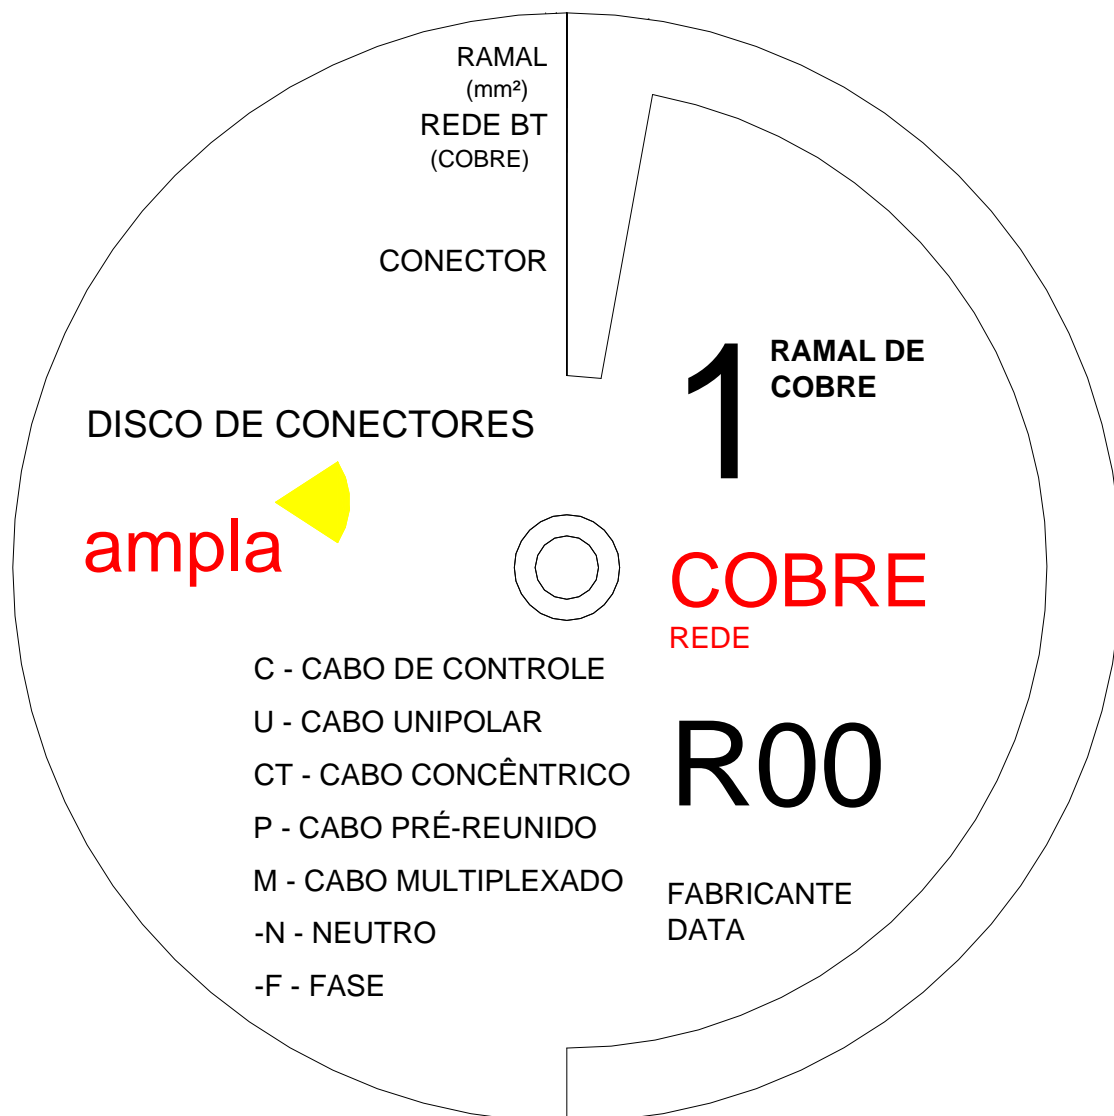 RAMAL
(mm²)
REDE BT
(COBRE)
CONECTOR
DISCO DE CONECTORES
ampla
1
RAMAL DE
COBRE
COBRE
REDE
R00
C - CABO DE CONTROLE
U - CABO UNIPOLAR
CT - CABO CONCÊNTRICO
P - CABO PRÉ-REUNIDO
M - CABO MULTIPLEXADO
-N - NEUTRO
-F - FASE
FABRICANTE
DATA